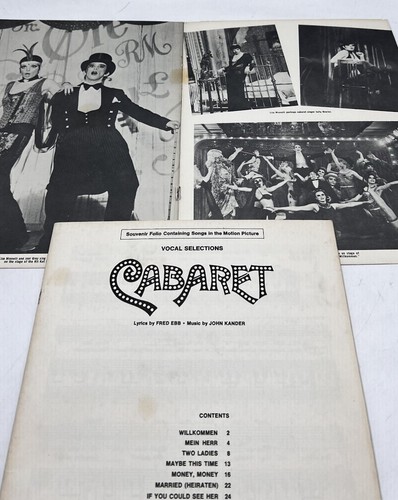 RM
Souvenir Folio Containing Songs in the Motion Picture
VOCAL SELECTIONS
CABARET
Lyrics by FRED EBB • Music by JOHN KANDER
CONTENTS
WILLKOMMEN 2
MEIN HERR 4
TWO LADIES 8
MAYBE THIS TIME 13
MONEY, MONEY 16
MARRIED (HEIRATEN) 22
IF YOU COULD SEE HER 24